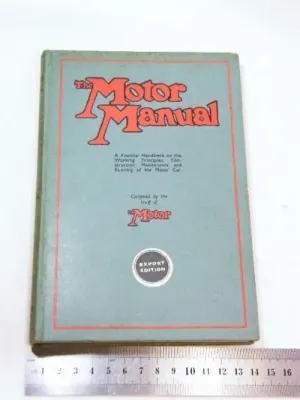 The
Motor
Manual
A Practical Handbook on the
Working Principles, Con-
struction, Maintenance and
Running of the Motor Car.
Compiled by the
Staff of
The Motor
EXPORT
EDITION
1 2 3 4 5 6 7 8 9 10 11 12 13 14 15 16